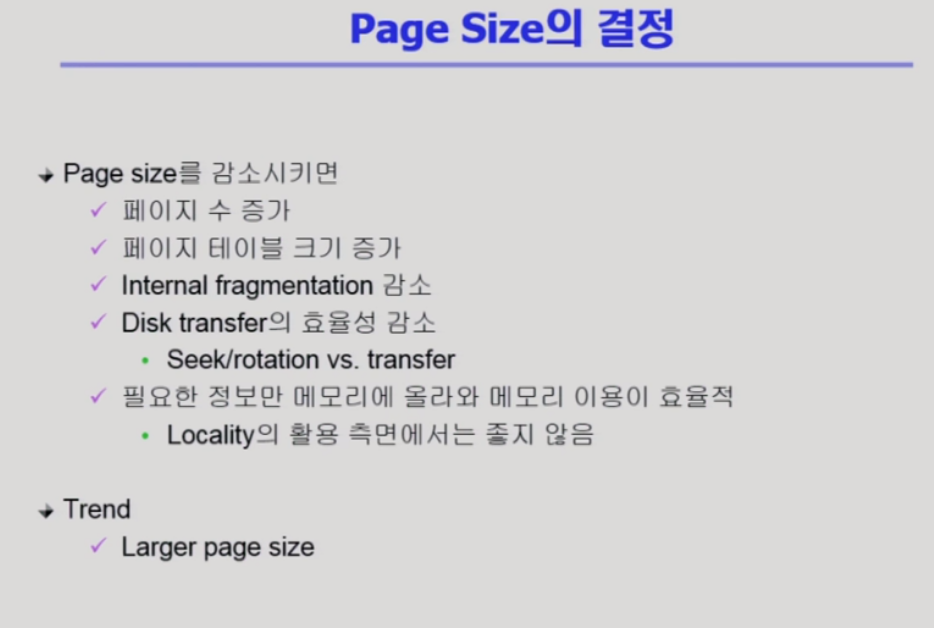 Page Size의 결정
Page size를 감소시키면
페이지 수 증가
페이지 테이블 크기 증가
Internal fragmentation 감소
Disk transfer의 효율성 감소
Seek/rotation vs. transfer
필요한 정보만 메모리에 올라와 메모리 이용이 효율적
Locality의 활용 측면에서는 좋지 않음
Trend
Larger page size